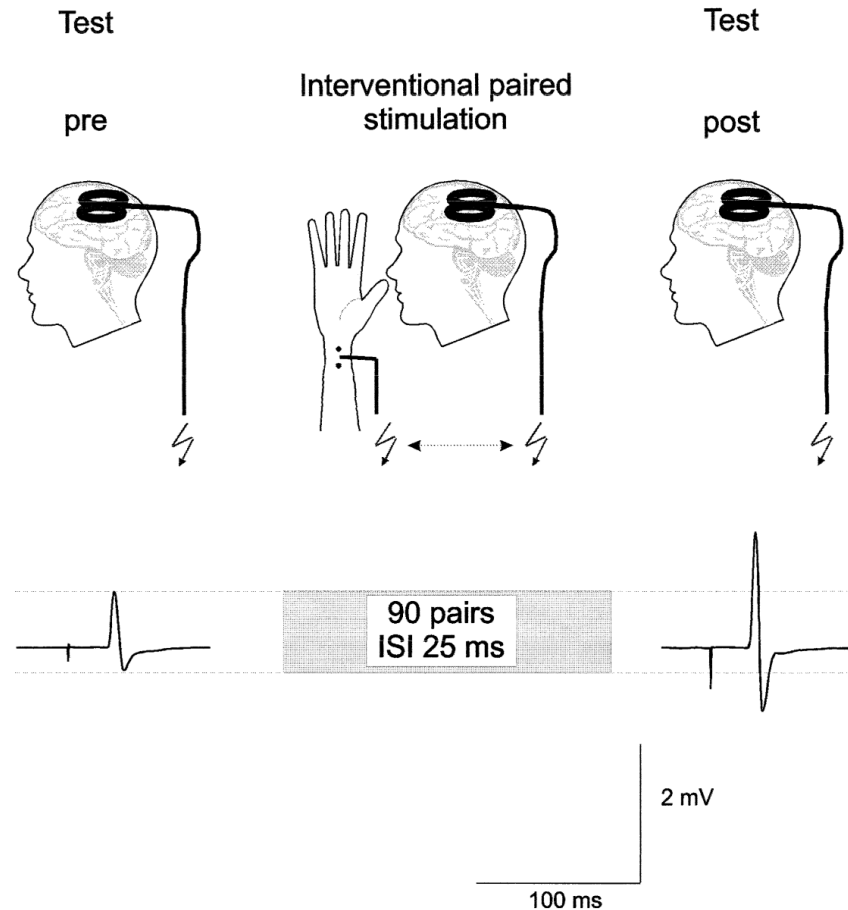 Test
Test
Interventional paired
stimulation
pre
post
90 pairs
ISI 25 ms
2 mV
100 ms